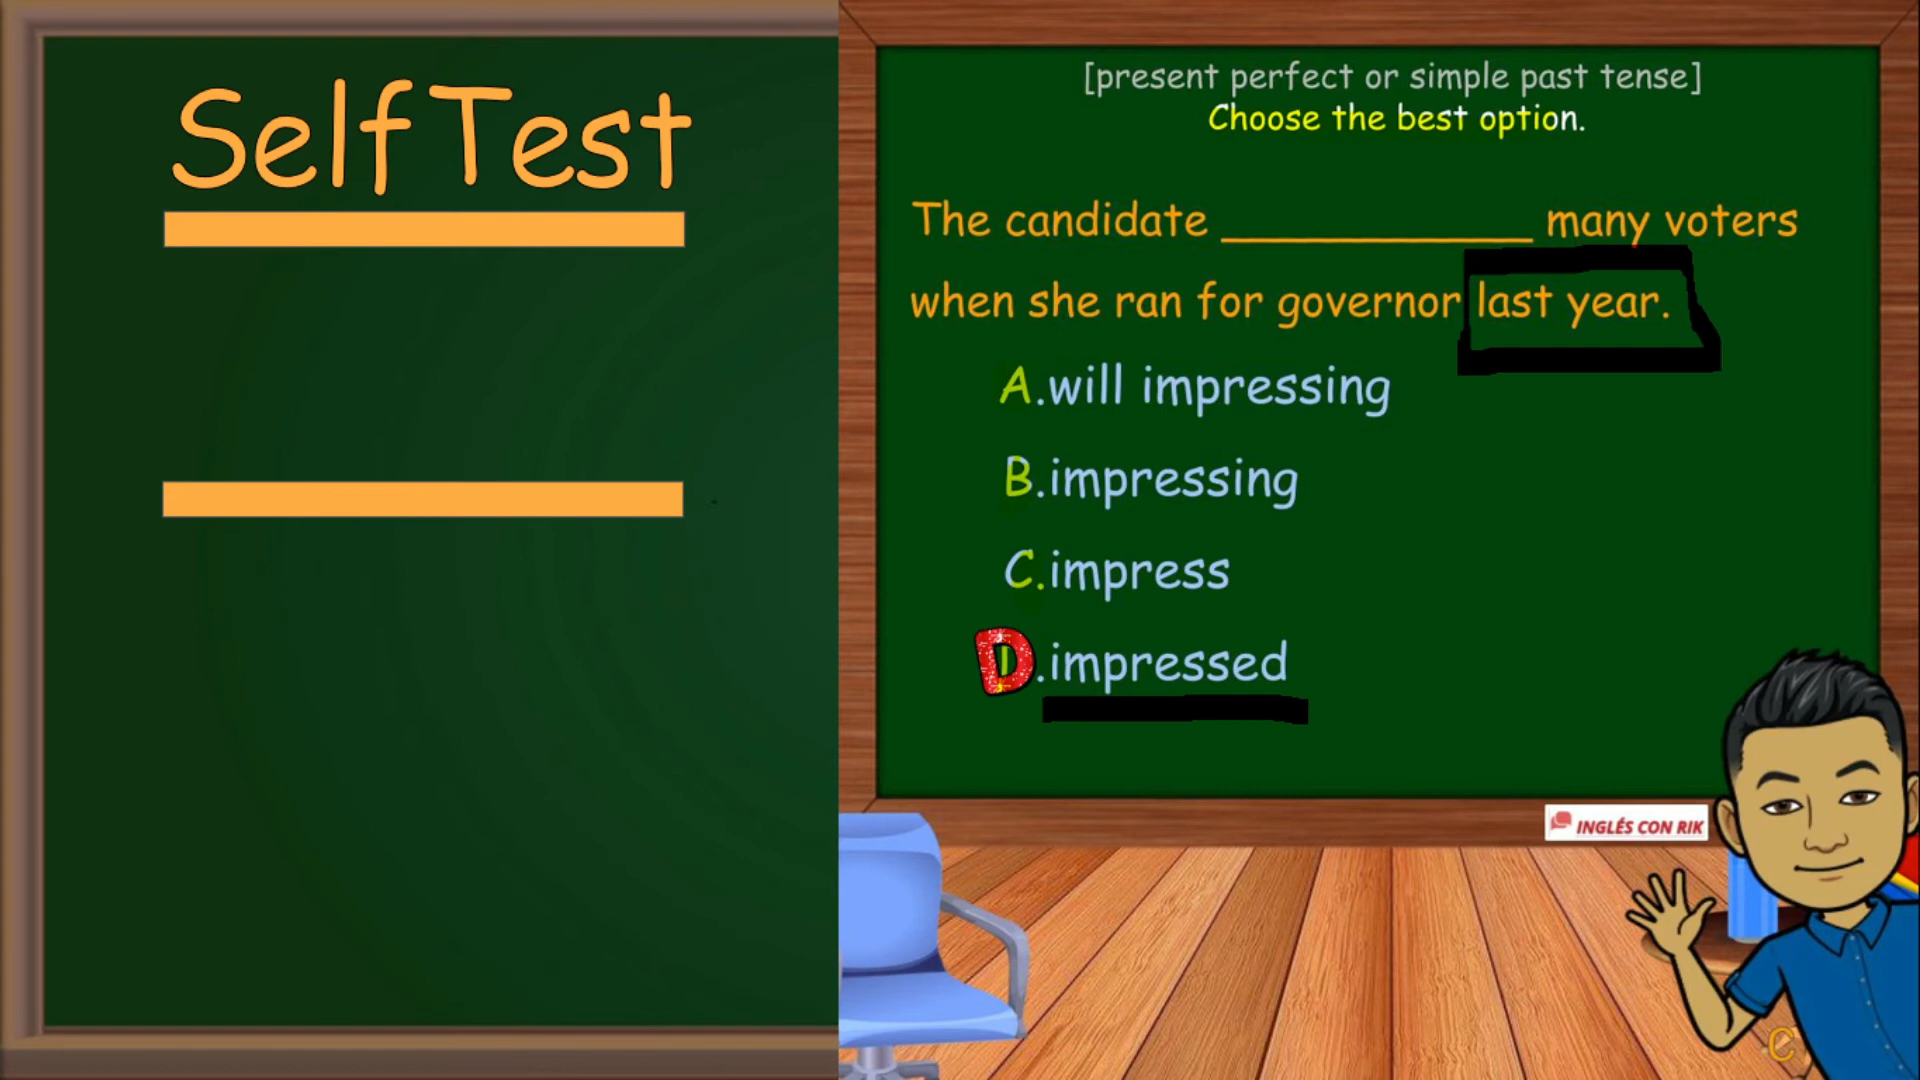 Self Test
[present perfect or simple past tense]
Choose the best option.
The candidate _____________ many voters
when she ran for governor last year.
A.will impressing
B.impressing
C.impress
D.impressed
INGLÉS CON RIK
C